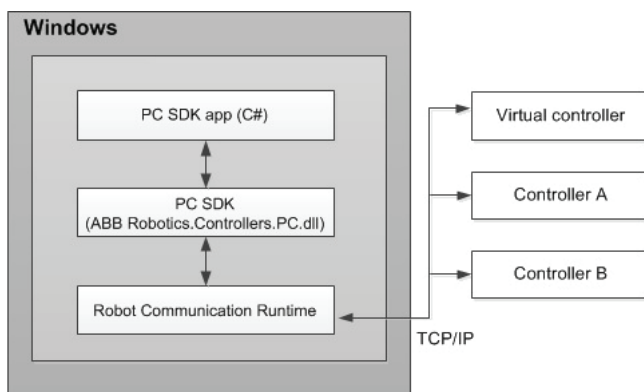 Windows
PC SDK app (C#)
PC SDK
(ABB Robotics.Controllers.PC.dll)
Robot Communication Runtime
Virtual controller
Controller A
Controller B
TCP/IP